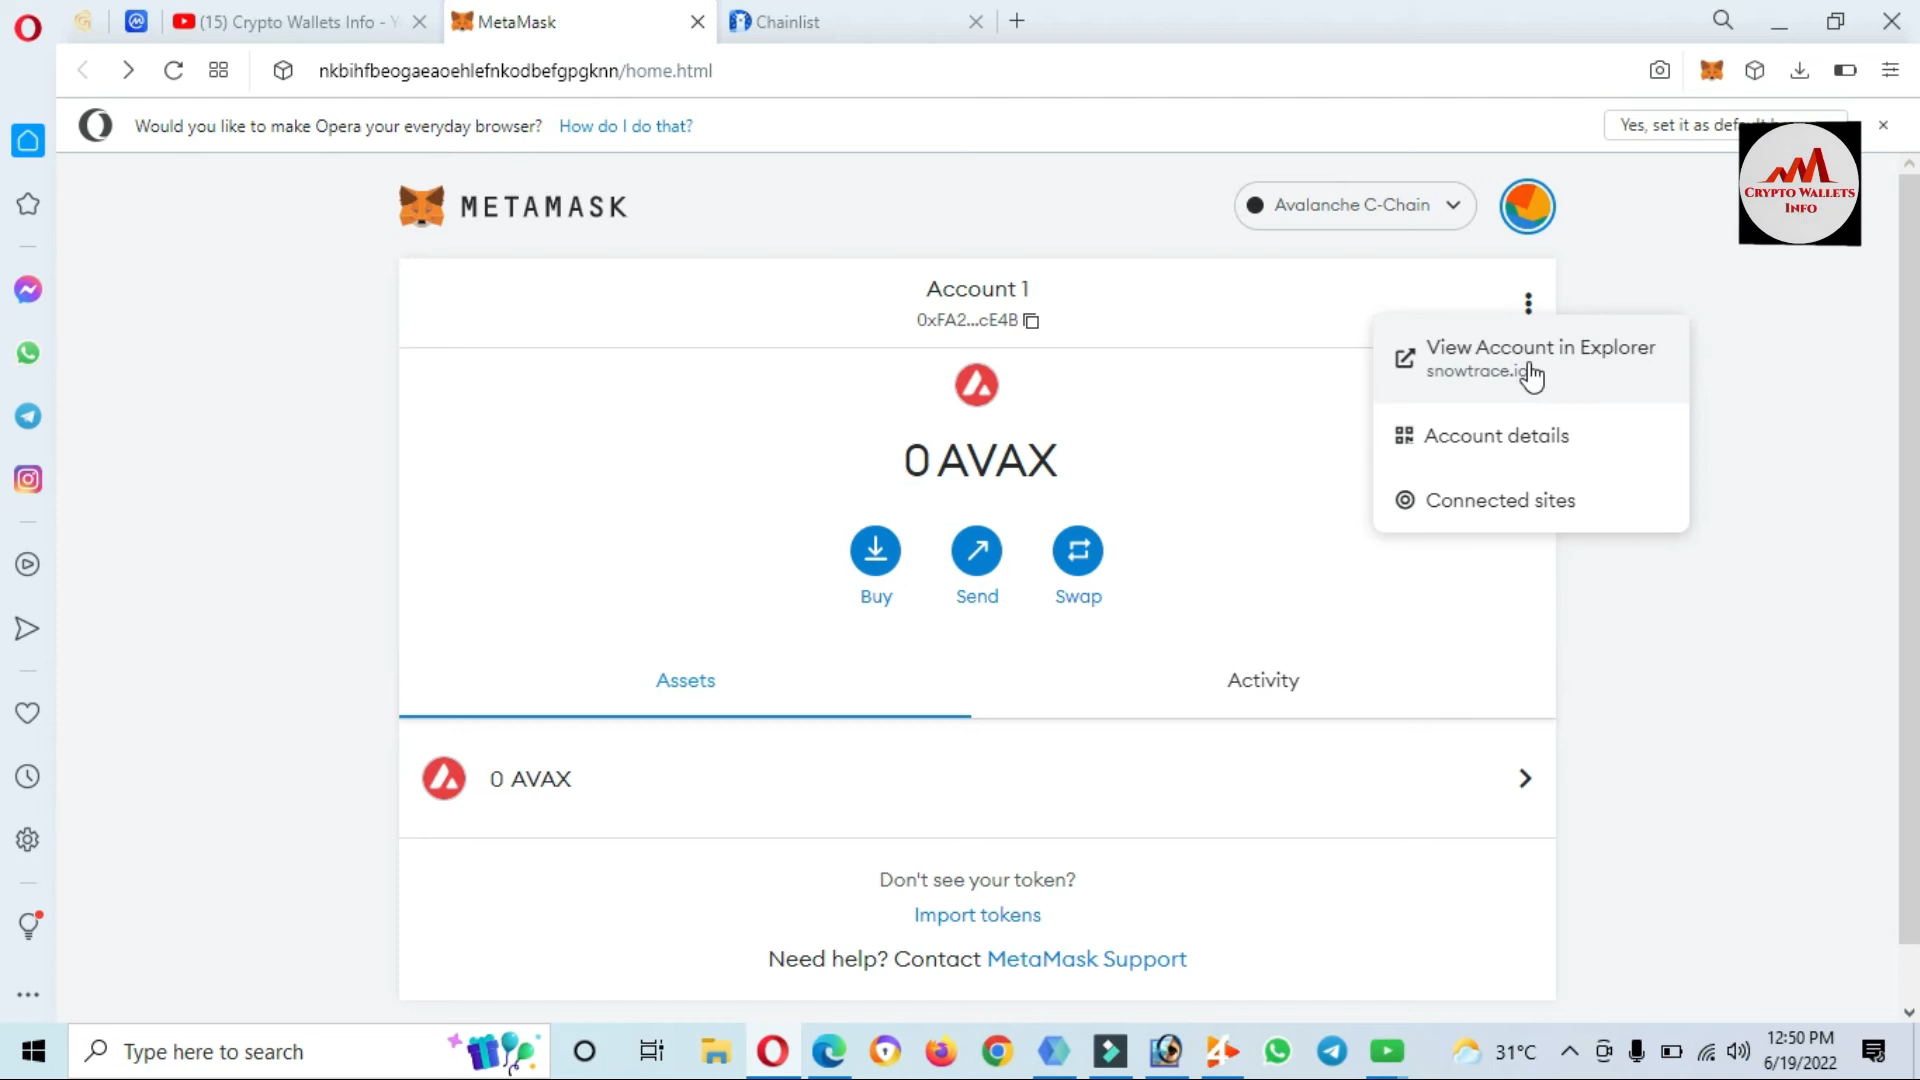 (15) Crypto Wallets Info - Y
MetaMask
Chainlist
nkbihfbeogaeaoehlefnkodbefgpgknn/home.html
Would you like to make Opera your everyday browser? How do I do that?
Yes, set it as def
CRYPTO WALLETS
INFO
METAMASK
Avalanche C-Chain
Account 1
0xFA2...cE4B
View Account in Explorer
snowtrace.io
Account details
Connected sites
0 AVAX
Buy
Send
Swap
Assets
Activity
0 AVAX
Don't see your token?
Import tokens
Need help? Contact MetaMask Support
Type here to search
31°C
12:50 PM
6/19/2022